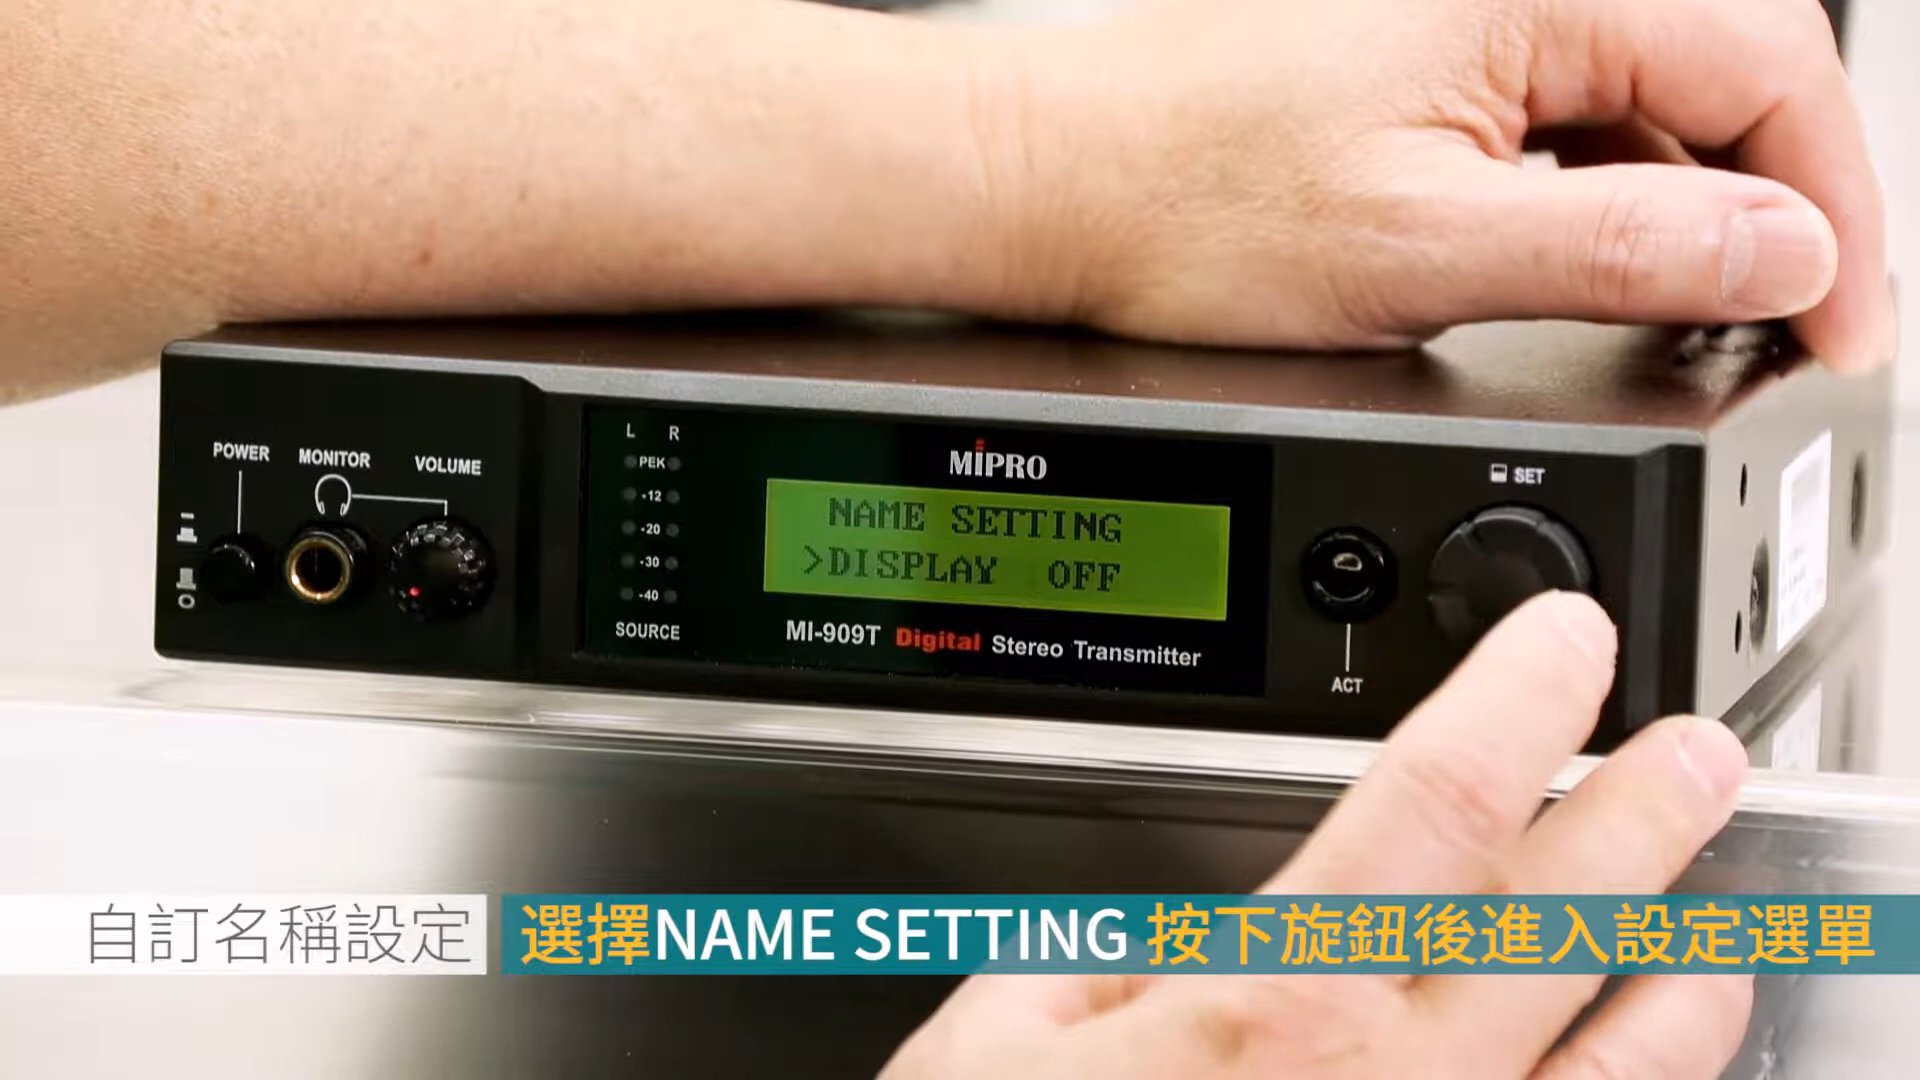 POWER
MONITOR
VOLUME
L R
PEK
-12
-20
-30
-40
SOURCE
MIPRO
NAME SETTING
>DISPLAY OFF
MI-909T Digital Stereo Transmitter
ACT
SET
自訂名稱設定
選擇NAME SETTING 按下旋鈕後進入設定選單